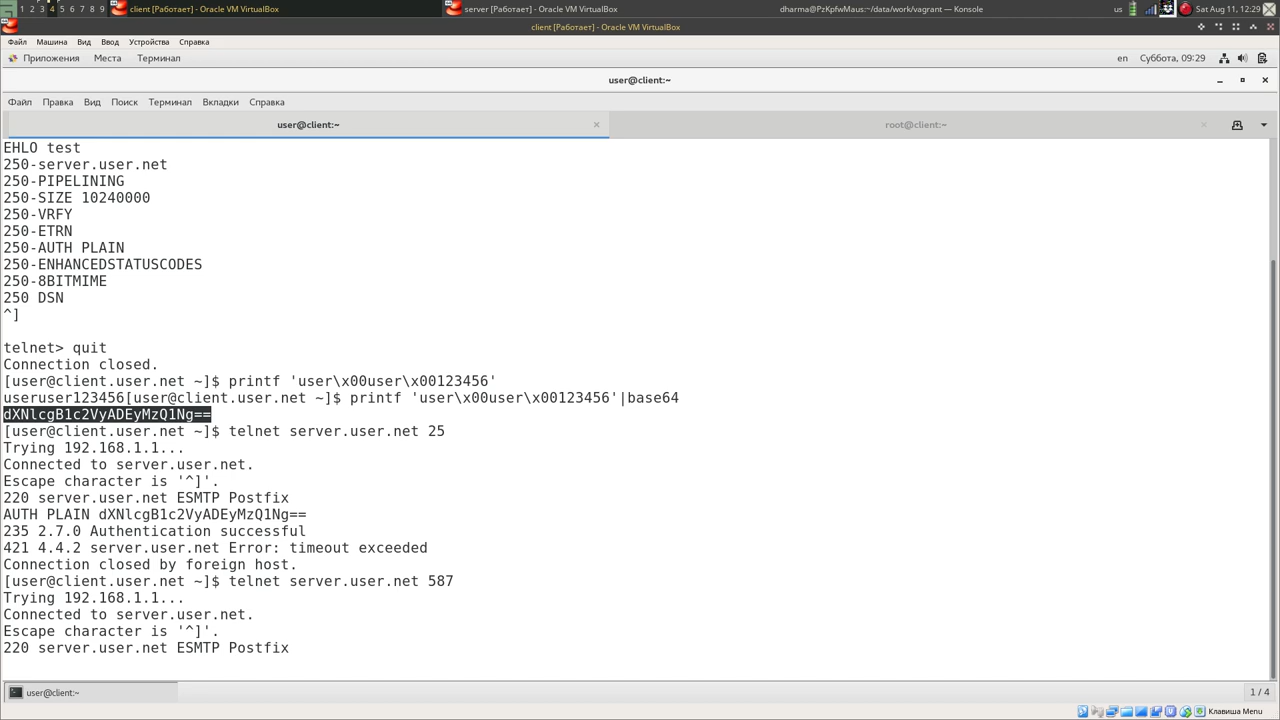 1 2 3 4 5 6 7 8 9 client [Работает] - Oracle VM VirtualBox server [Работает] - Oracle VM VirtualBox dharma@PzKpfwMaus:~/data/work/vagrant — Konsole us Sat Aug 11, 12:29
client [Работает] - Oracle VM VirtualBox
Файл Машина Вид Ввод Устройства Справка
Приложения Места Терминал en Суббота, 09:29
user@client:~
Файл Правка Вид Поиск Терминал Вкладки Справка
user@client:~ root@client:~
EHLO test
250-server.user.net
250-PIPELINING
250-SIZE 10240000
250-VRFY
250-ETRN
250-AUTH PLAIN
250-ENHANCEDSTATUSCODES
250-8BITMIME
250 DSN
^]
telnet> quit
Connection closed.
[user@client.user.net ~]$ printf 'user\x00user\x00123456'
useruser123456[user@client.user.net ~]$ printf 'user\x00user\x00123456'|base64
dXNlcgB1c2VyADEyMzQ1Ng==
[user@client.user.net ~]$ telnet server.user.net 25
Trying 192.168.1.1...
Connected to server.user.net.
Escape character is '^]'.
220 server.user.net ESMTP Postfix
AUTH PLAIN dXNlcgB1c2VyADEyMzQ1Ng==
235 2.7.0 Authentication successful
421 4.4.2 server.user.net Error: timeout exceeded
Connection closed by foreign host.
[user@client.user.net ~]$ telnet server.user.net 587
Trying 192.168.1.1...
Connected to server.user.net.
Escape character is '^]'.
220 server.user.net ESMTP Postfix
user@client:~ 1 / 4
Клавиша Menu